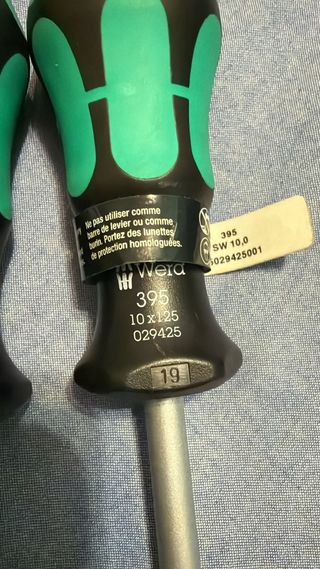 Ne pas utiliser comme
barre de levier ou comme
burin. Portez des lunettes
de protection homologuées.
395
SW 10,0
5029425001
Wera
395
10 x 125
029425
19